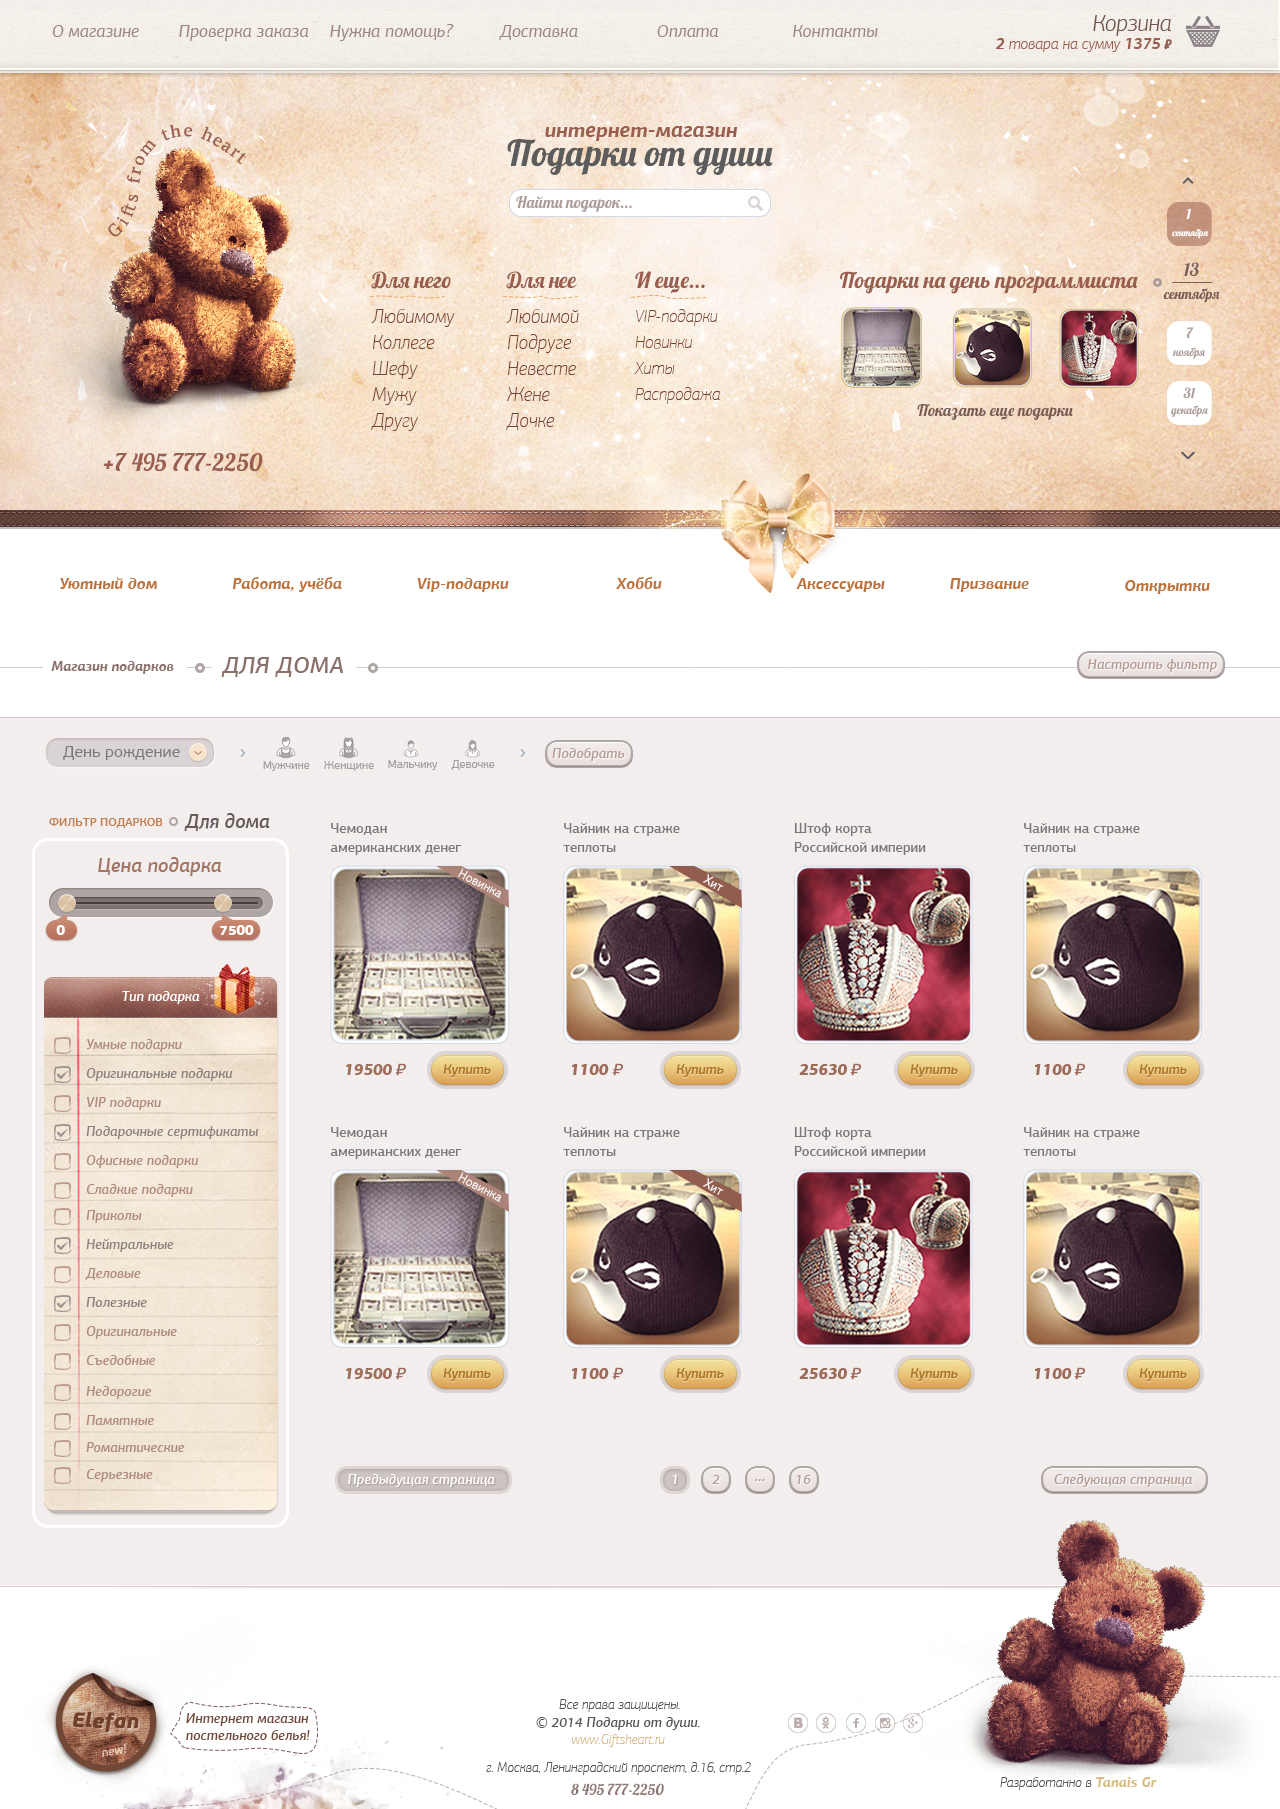 О магазине
Проверка заказа
Нужна помощь?
Доставка
Оплата
Контакты
Корзина
2 товара на сумму 1375 ₽
Gifts from the heart
интернет-магазин
Подарки от души
Найти подарок...
+7 495 777-2250
Для него
Любимому
Коллеге
Шефу
Мужу
Другу
Для нее
Любимой
Подруге
Невесте
Жене
Дочке
И еще...
VIP-подарки
Новинки
Хиты
Распродажа
Подарки на день программиста
Показать еще подарки
1
сентября
13
сентября
7
ноября
31
декабря
Уютный дом
Работа, учёба
Vip-подарки
Хобби
Аксессуары
Призвание
Открытки
Магазин подарков
ДЛЯ ДОМА
Настроить фильтр
День рождение
Мужчине
Женщине
Мальчику
Девочке
Подобрать
ФИЛЬТР ПОДАРКОВ
Для дома
Цена подарка
0
7500
Тип подарка
Умные подарки
Оригинальные подарки
VIP подарки
Подарочные сертификаты
Офисные подарки
Сладкие подарки
Приколы
Нейтральные
Деловые
Полезные
Оригинальные
Съедобные
Недорогие
Памятные
Романтические
Серьезные
Чемодан
американских денег
Новинка
19500 ₽
Купить
Чайник на страже
теплоты
Хит
1100 ₽
Купить
Штоф корта
Российской империи
25630 ₽
Купить
Чайник на страже
теплоты
1100 ₽
Купить
Чемодан
американских денег
Новинка
19500 ₽
Купить
Чайник на страже
теплоты
Хит
1100 ₽
Купить
Штоф корта
Российской империи
25630 ₽
Купить
Чайник на страже
теплоты
1100 ₽
Купить
Предыдущая страница
1
2
...
16
Следующая страница
Elefan
new!
Интернет магазин
постельного белья!
Все права защищены.
© 2014 Подарки от души.
www.Giftsheart.ru
г. Москва, Ленинградский проспект, д.16, стр.2
8 495 777-2250
Разработанно в Tanais Gr